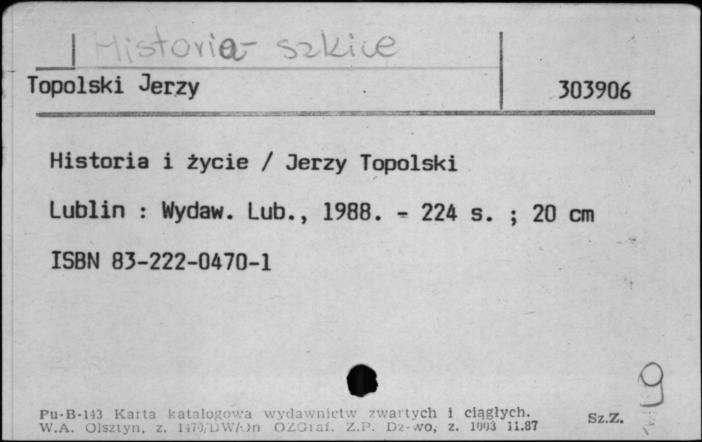 Historia - szkice
Topolski Jerzy
303906
Historia i życie / Jerzy Topolski
Lublin : Wydaw. Lub., 1988. - 224 s. ; 20 cm
ISBN 83-222-0470-1
9
Pu-B-143 Karta katalogowa wydawnictw zwartych i ciągłych.
W.A. Olsztyn, z. OZGraf. Z.P. Dz-wo, z. 1003 11.87
Sz.Z.